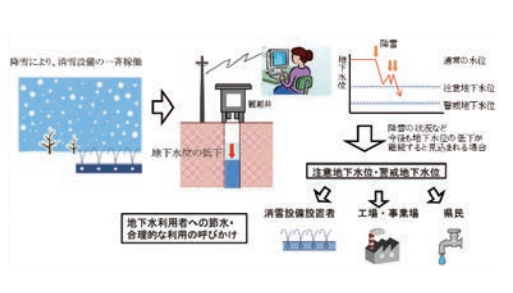 降雪により、消雪設備の一斉稼働
観測井
地下水位の低下
地下水位
降雪
通常の水位
注意地下水位
警戒地下水位
降雪の状況など
今後も地下水位の低下が
継続すると見込まれる場合
注意地下水位・警戒地下水位
消雪設備設置者
工場・事業場
県民
地下水利用者への節水・
合理的な利用の呼びかけ